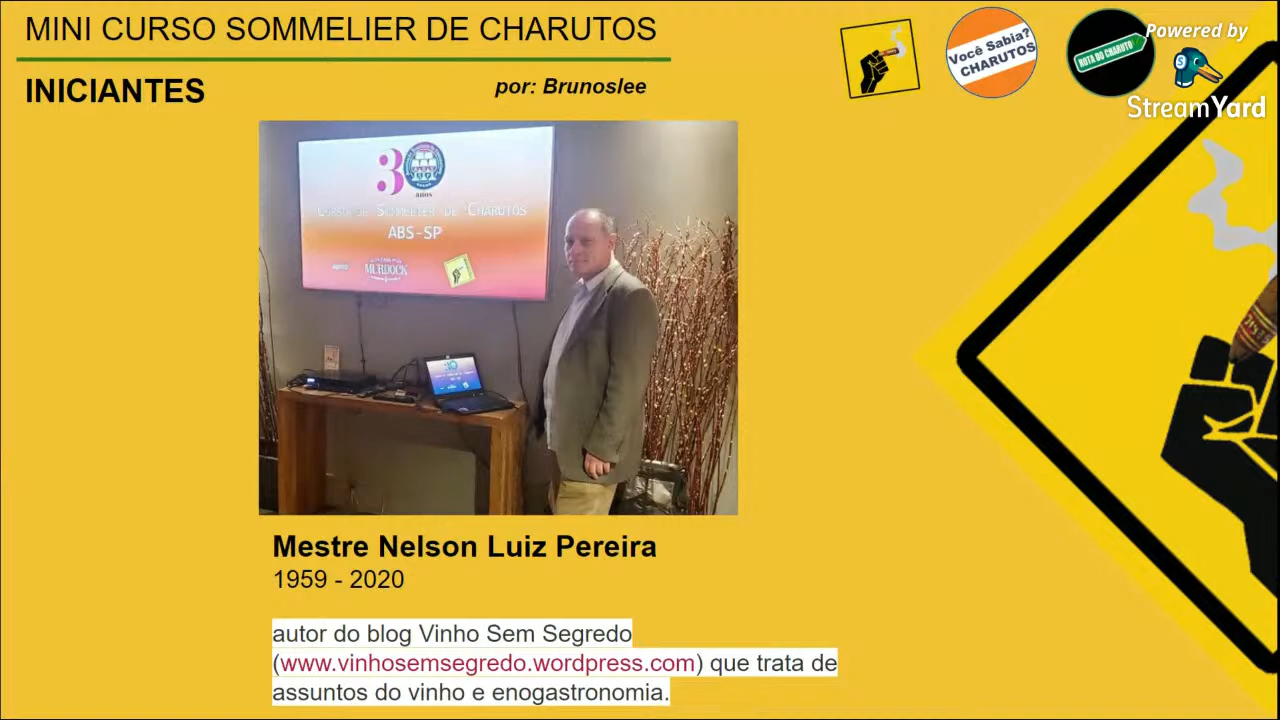 MINI CURSO SOMMELIER DE CHARUTOS
INICIANTES
por: Brunoslee
Você Sabia?
CHARUTOS
ROTA DO CHARUTO
Powered by
StreamYard
30
anos
CURSO DE SOMMELIER DE CHARUTOS
ABS-SP
MURDOCK
Mestre Nelson Luiz Pereira
1959 - 2020
autor do blog Vinho Sem Segredo
(www.vinhosemsegredo.wordpress.com) que trata de
assuntos do vinho e enogastronomia.